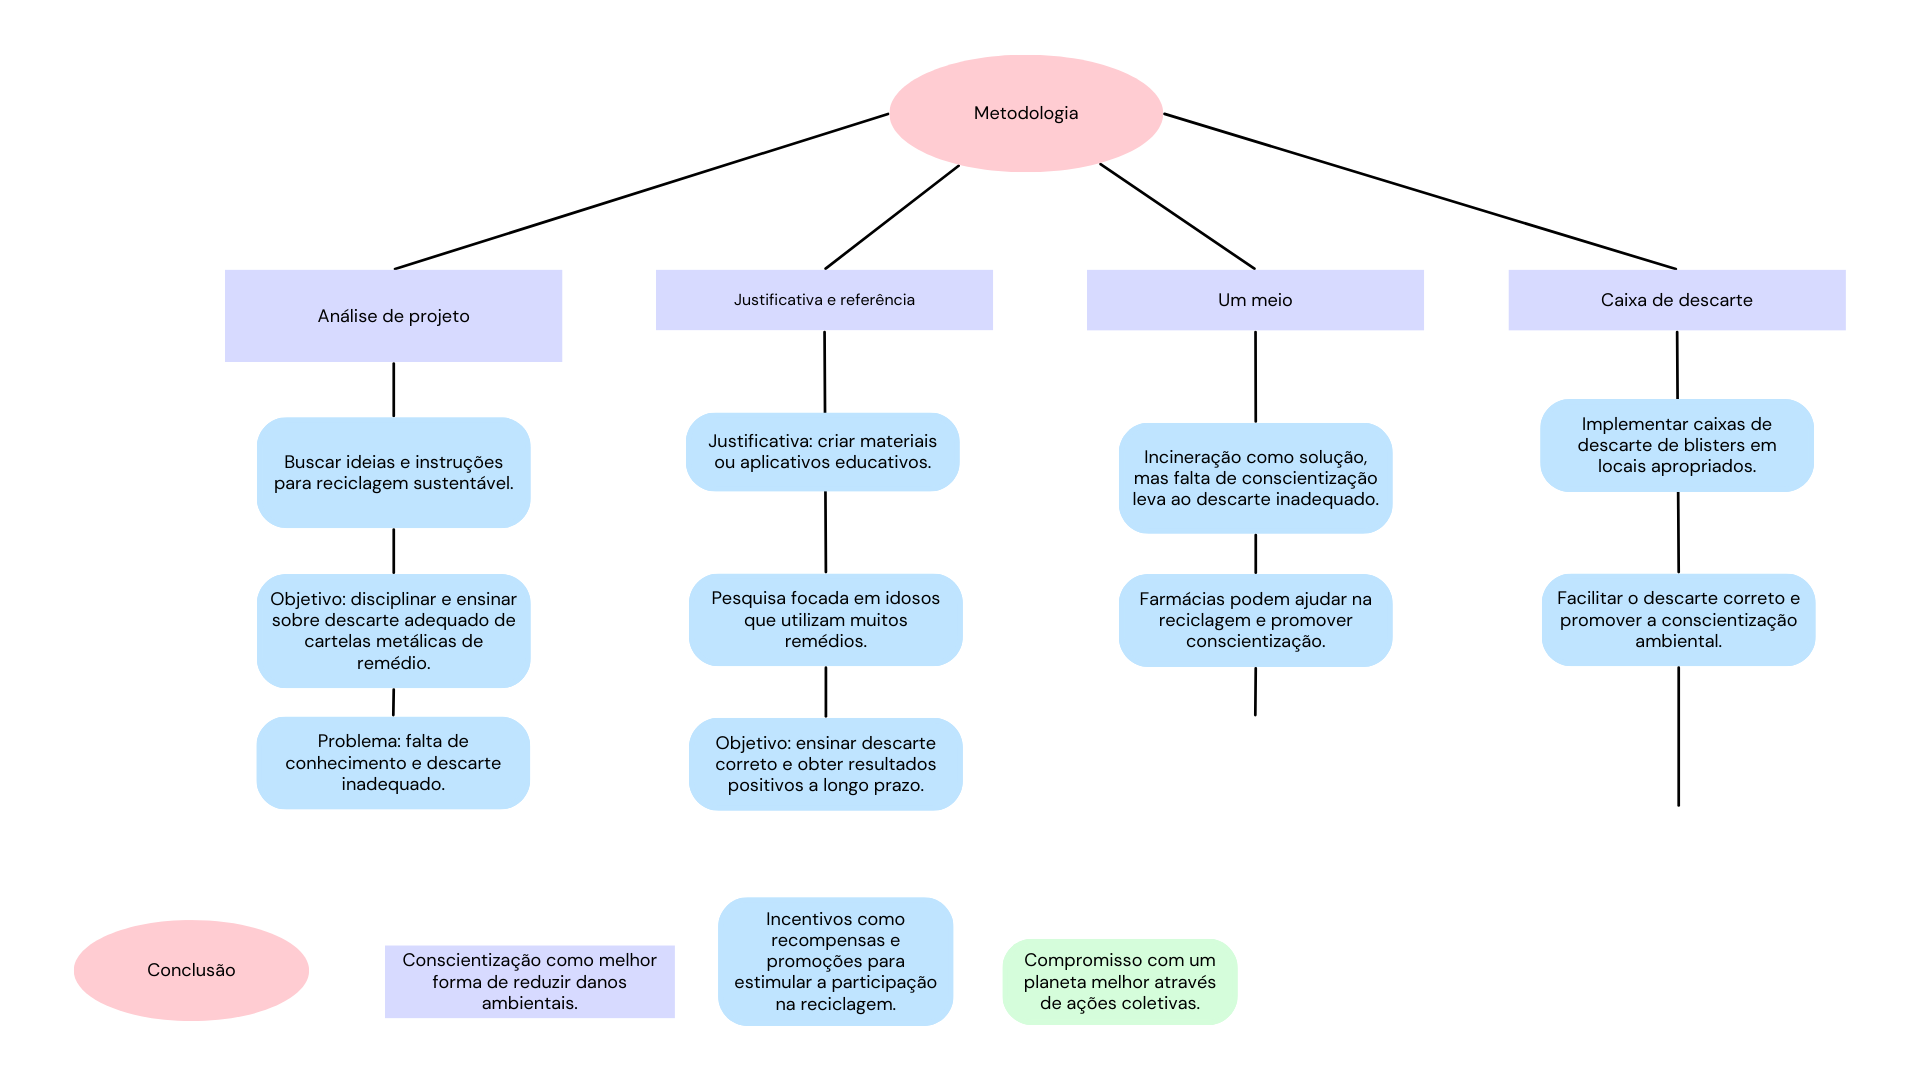 Metodologia
Análise de projeto
Buscar ideias e instruções
para reciclagem sustentável.
Objetivo: disciplinar e ensinar
sobre descarte adequado de
cartelas metálicas de
remédio.
Problema: falta de
conhecimento e descarte
inadequado.
Justificativa e referência
Justificativa: criar materiais
ou aplicativos educativos.
Pesquisa focada em idosos
que utilizam muitos
remédios.
Objetivo: ensinar descarte
correto e obter resultados
positivos a longo prazo.
Um meio
Incineração como solução,
mas falta de conscientização
leva ao descarte inadequado.
Farmácias podem ajudar na
reciclagem e promover
conscientização.
Caixa de descarte
Implementar caixas de
descarte de blisters em
locais apropriados.
Facilitar o descarte correto e
promover a conscientização
ambiental.
Conclusão
Conscientização como melhor
forma de reduzir danos
ambientais.
Incentivos como
recompensas e
promoções para
estimular a participação
na reciclagem.
Compromisso com um
planeta melhor através
de ações coletivas.